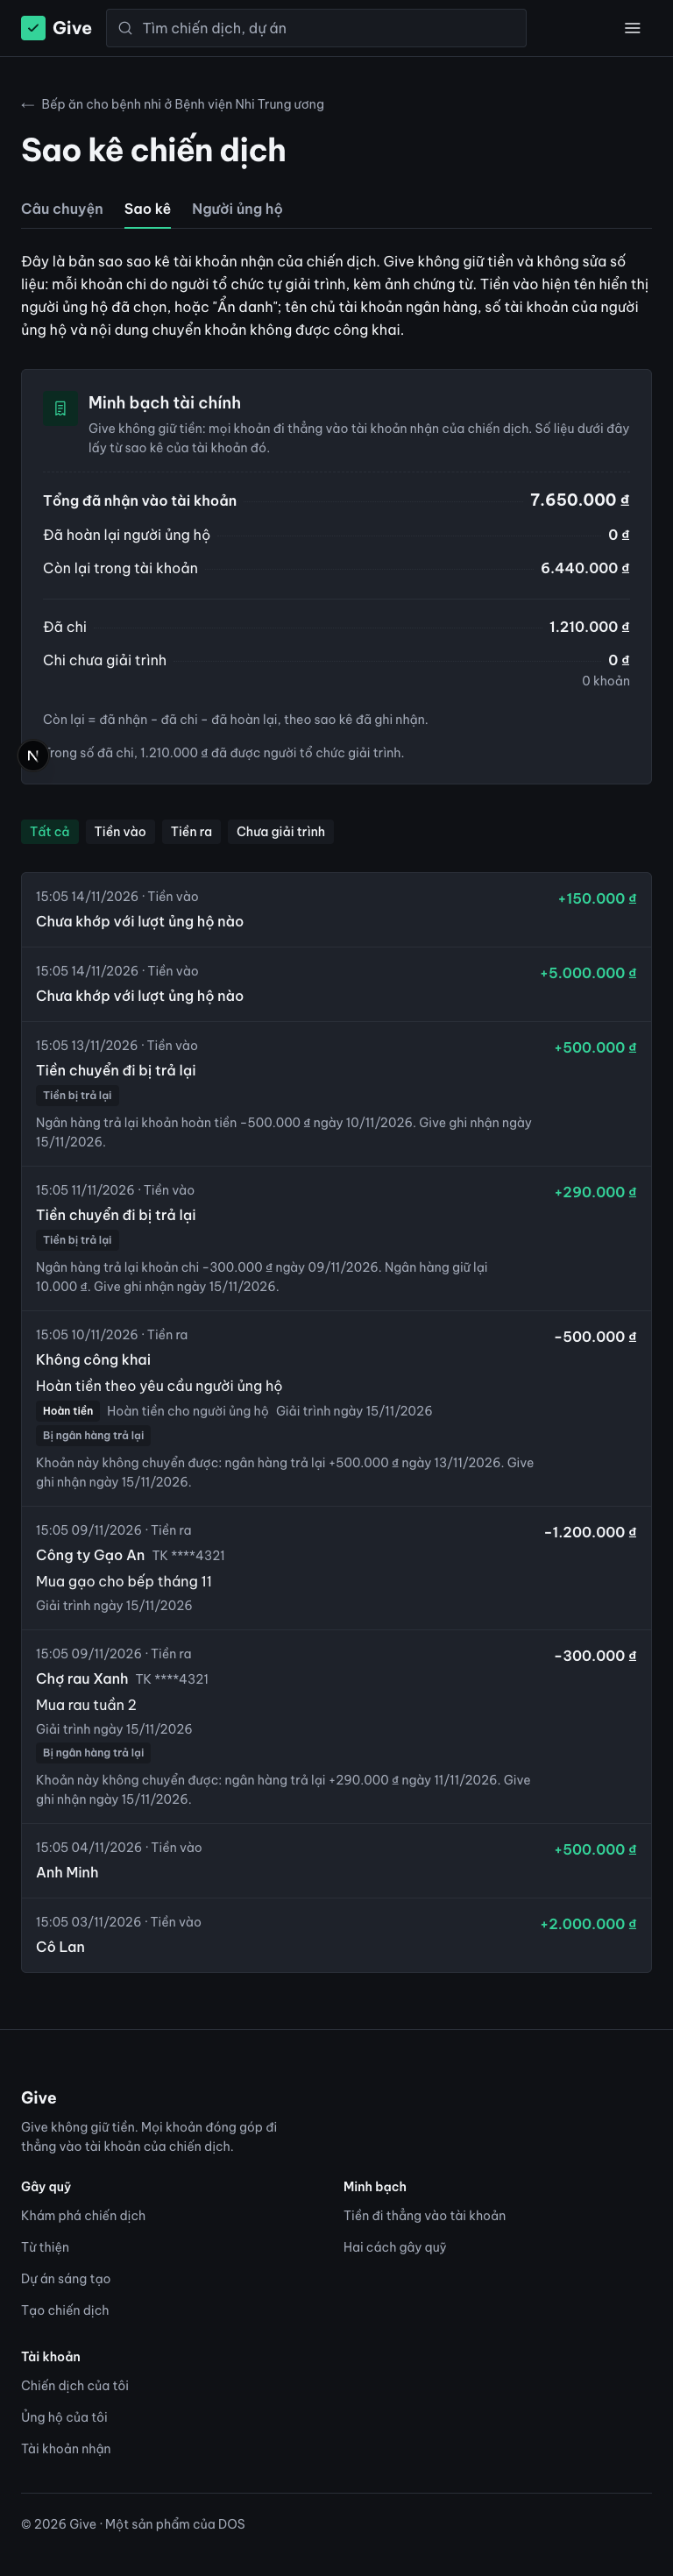 Give
Tìm chiến dịch, dự án
← Bếp ăn cho bệnh nhi ở Bệnh viện Nhi Trung ương
Sao kê chiến dịch
Câu chuyện Sao kê Người ủng hộ
Đây là bản sao sao kê tài khoản nhận của chiến dịch. Give không giữ tiền và không sửa số
liệu: mỗi khoản chi do người tổ chức tự giải trình, kèm ảnh chứng từ. Tiền vào hiện tên hiển thị
người ủng hộ đã chọn, hoặc "Ẩn danh"; tên chủ tài khoản ngân hàng, số tài khoản của người
ủng hộ và nội dung chuyển khoản không được công khai.
Minh bạch tài chính
Give không giữ tiền: mọi khoản đi thẳng vào tài khoản nhận của chiến dịch. Số liệu dưới đây
lấy từ sao kê của tài khoản đó.
Tổng đã nhận vào tài khoản 7.650.000 ₫
Đã hoàn lại người ủng hộ 0 ₫
Còn lại trong tài khoản 6.440.000 ₫
Đã chi 1.210.000 ₫
Chi chưa giải trình 0 ₫
0 khoản
Còn lại = đã nhận − đã chi − đã hoàn lại, theo sao kê đã ghi nhận.
rong số đã chi, 1.210.000 ₫ đã được người tổ chức giải trình.
Tất cả Tiền vào Tiền ra Chưa giải trình
15:05 14/11/2026 · Tiền vào +150.000 ₫
Chưa khớp với lượt ủng hộ nào
15:05 14/11/2026 · Tiền vào +5.000.000 ₫
Chưa khớp với lượt ủng hộ nào
15:05 13/11/2026 · Tiền vào +500.000 ₫
Tiền chuyển đi bị trả lại
Tiền bị trả lại
Ngân hàng trả lại khoản hoàn tiền −500.000 ₫ ngày 10/11/2026. Give ghi nhận ngày
15/11/2026.
15:05 11/11/2026 · Tiền vào +290.000 ₫
Tiền chuyển đi bị trả lại
Tiền bị trả lại
Ngân hàng trả lại khoản chi −300.000 ₫ ngày 09/11/2026. Ngân hàng giữ lại
10.000 ₫. Give ghi nhận ngày 15/11/2026.
15:05 10/11/2026 · Tiền ra −500.000 ₫
Không công khai
Hoàn tiền theo yêu cầu người ủng hộ
Hoàn tiền Hoàn tiền cho người ủng hộ Giải trình ngày 15/11/2026
Bị ngân hàng trả lại
Khoản này không chuyển được: ngân hàng trả lại +500.000 ₫ ngày 13/11/2026. Give
ghi nhận ngày 15/11/2026.
15:05 09/11/2026 · Tiền ra −1.200.000 ₫
Công ty Gạo An TK ****4321
Mua gạo cho bếp tháng 11
Giải trình ngày 15/11/2026
15:05 09/11/2026 · Tiền ra −300.000 ₫
Chợ rau Xanh TK ****4321
Mua rau tuần 2
Giải trình ngày 15/11/2026
Bị ngân hàng trả lại
Khoản này không chuyển được: ngân hàng trả lại +290.000 ₫ ngày 11/11/2026. Give
ghi nhận ngày 15/11/2026.
15:05 04/11/2026 · Tiền vào +500.000 ₫
Anh Minh
15:05 03/11/2026 · Tiền vào +2.000.000 ₫
Cô Lan
Give
Give không giữ tiền. Mọi khoản đóng góp đi
thẳng vào tài khoản của chiến dịch.
Gây quỹ
Khám phá chiến dịch
Từ thiện
Dự án sáng tạo
Tạo chiến dịch
Minh bạch
Tiền đi thẳng vào tài khoản
Hai cách gây quỹ
Tài khoản
Chiến dịch của tôi
Ủng hộ của tôi
Tài khoản nhận
© 2026 Give · Một sản phẩm của DOS